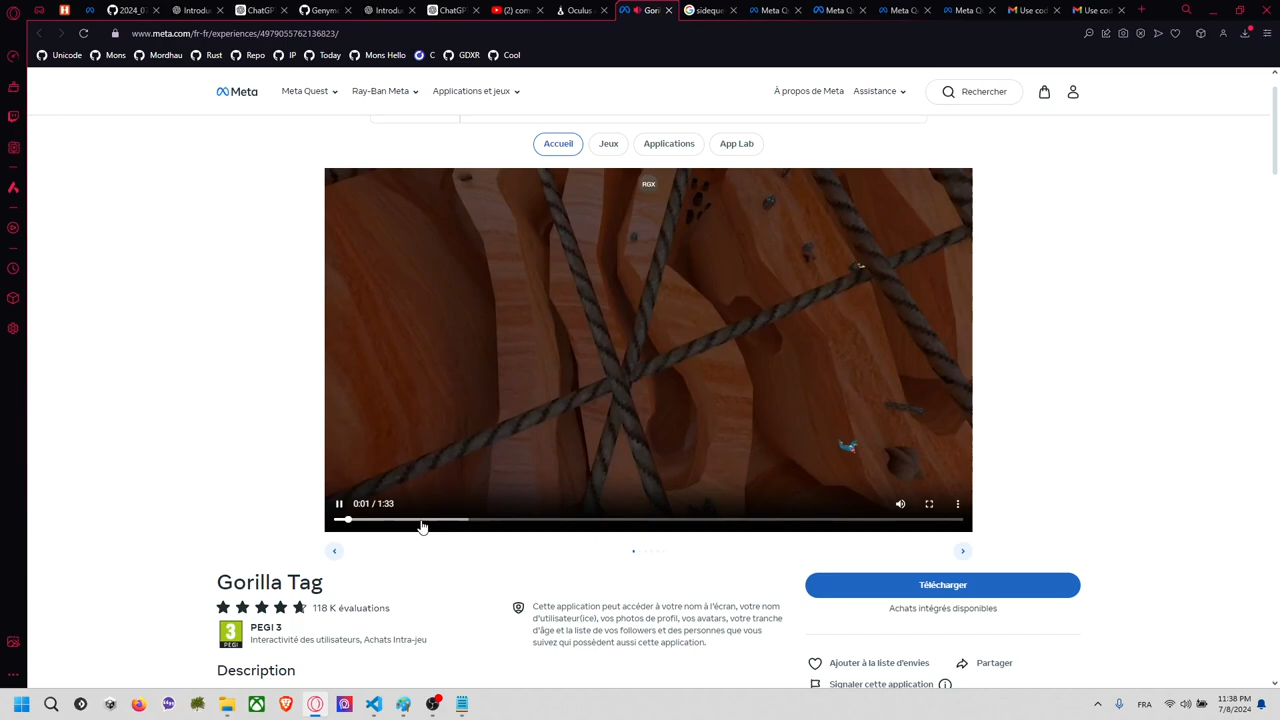 2024_07
Introdu
ChatGP
Genym
Introdu
ChatGP
(2) com
Oculus
Gori
sideque
Meta Q
Meta Q
Meta Q
Meta Q
Use cod
Use cod
www.meta.com/fr-fr/experiences/4979055762136823/
Unicode
Mons
Mordhau
Rust
Repo
IP
Today
Mons Hello
C
GDXR
Cool
Meta
Meta Quest
Ray-Ban Meta
Applications et jeux
À propos de Meta
Assistance
Rechercher
Accueil
Jeux
Applications
App Lab
RGX
0:01 / 1:33
Gorilla Tag
118 K évaluations
3
PEGI
PEGI 3
Interactivité des utilisateurs, Achats Intra-jeu
Cette application peut accéder à votre nom à l'écran, votre nom
d'utilisateur(ice), vos photos de profil, vos avatars, votre tranche
d'âge et la liste de vos followers et des personnes que vous
suivez qui possèdent aussi cette application.
Télécharger
Achats intégrés disponibles
Ajouter à la liste d'envies
Partager
Signaler cette application
Description
FRA
11:38 PM
7/8/2024